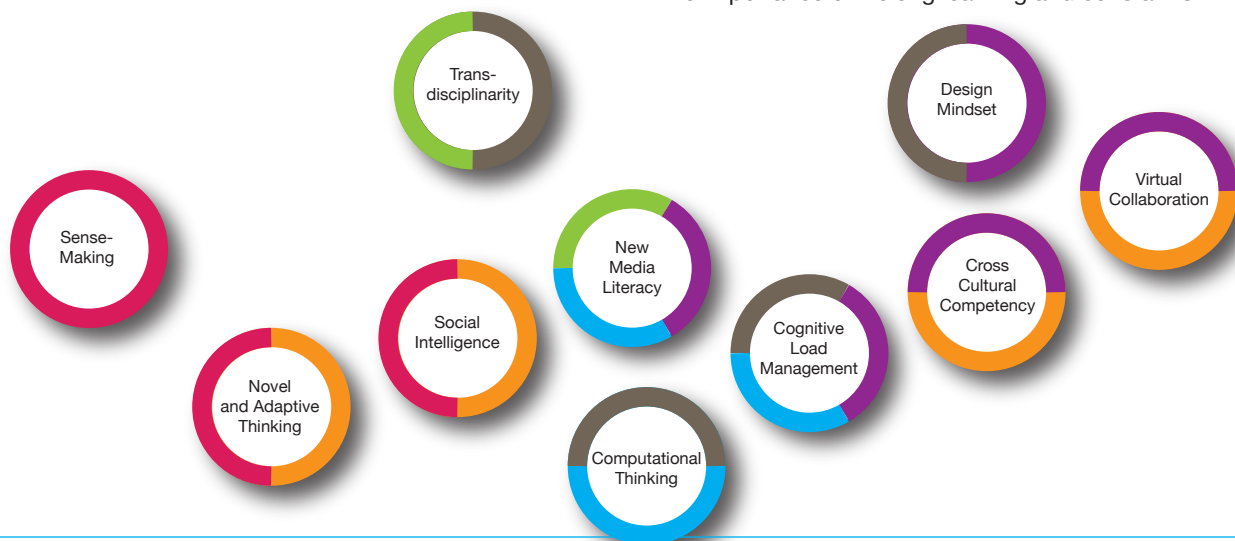 Trans-
disciplinarity
Design
Mindset
Virtual
Collaboration
Sense-
Making
New
Media
Literacy
Cross
Cultural
Competency
Social
Intelligence
Cognitive
Load
Management
Novel
and Adaptive
Thinking
Computational
Thinking